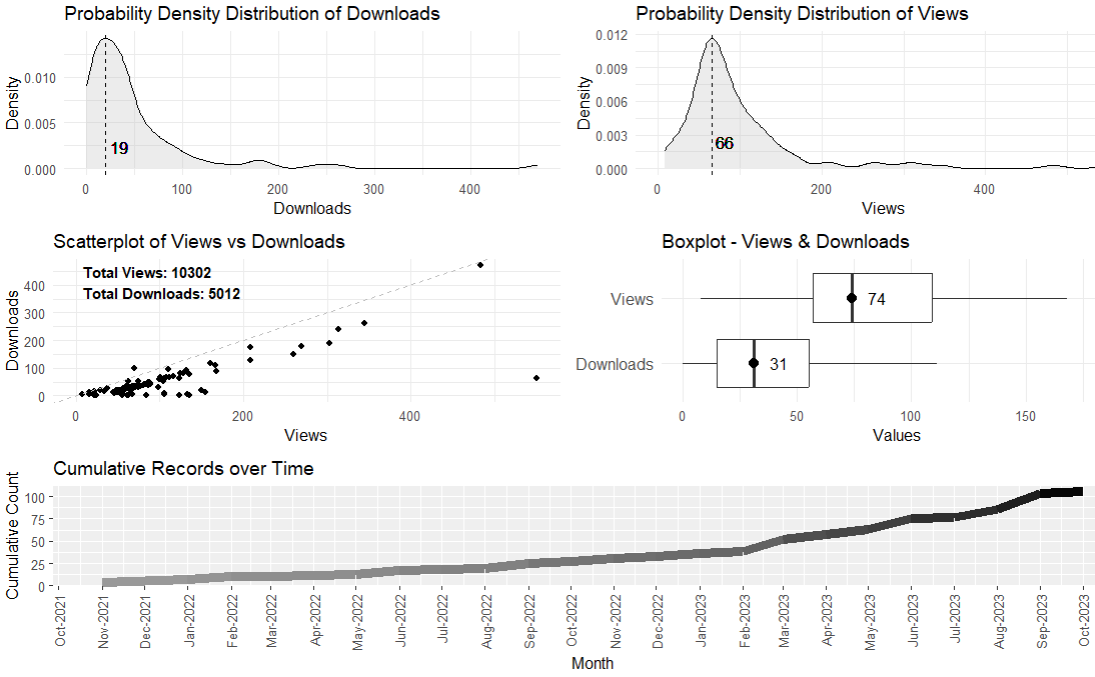 Probability Density Distribution of Downloads
Density
0.010
0.005
0.000
19
0 100 200 300 400
Downloads
Probability Density Distribution of Views
Density
0.012
0.009
0.006
0.003
0.000
66
0 200 400
Views
Scatterplot of Views vs Downloads
Total Views: 10302
Total Downloads: 5012
Downloads
400
300
200
100
0
0 200 400
Views
Boxplot - Views & Downloads
Views
74
Downloads
31
0 50 100 150
Values
Cumulative Records over Time
Cumulative Count
100
75
50
25
0
Oct-2021
Nov-2021
Dec-2021
Jan-2022
Feb-2022
Mar-2022
Apr-2022
May-2022
Jun-2022
Jul-2022
Aug-2022
Sep-2022
Oct-2022
Nov-2022
Dec-2022
Jan-2023
Feb-2023
Mar-2023
Apr-2023
May-2023
Jun-2023
Jul-2023
Aug-2023
Sep-2023
Oct-2023
Month